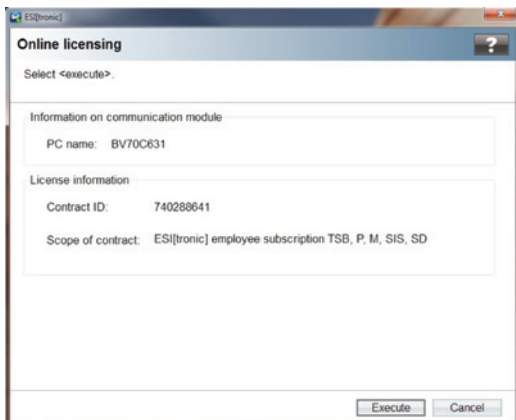 ESI[tronic]
Online licensing
?
Select <execute>.
Information on communication module
PC name: BV70C631
License information
Contract ID: 740288641
Scope of contract: ESI[tronic] employee subscription TSB, P, M, SIS, SD
Execute Cancel